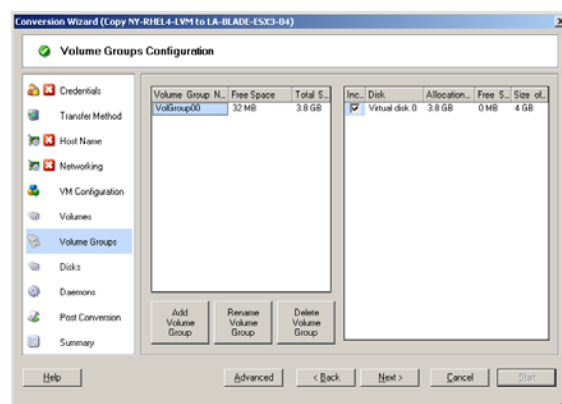 Conversion Wizard (Copy NY-RHEL4-LVM to LA-BLADE-ESX3-04)
Volume Groups Configuration
Credentials
Transfer Method
Host Name
Networking
VM Configuration
Volumes
Volume Groups
Disks
Daemons
Post Conversion
Summary
Volume Group N... Free Space Total S...
VolGroup00 32 MB 3.8 GB
Inc... Disk Allocation... Free S... Size of...
Virtual disk 0 3.8 GB 0 MB 4 GB
Add Volume Group
Rename Volume Group
Delete Volume Group
Help Advanced < Back Next > Cancel Start